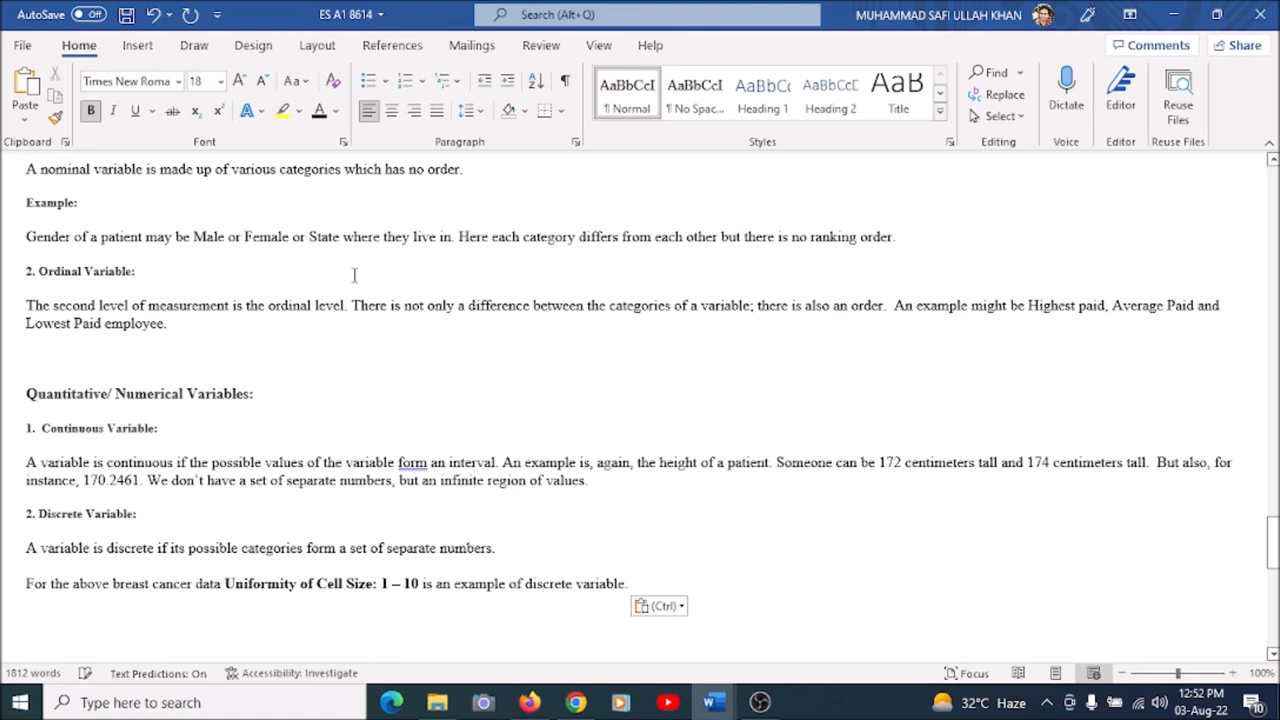 AutoSave Off ES A1 8614 Search (Alt+Q) MUHAMMAD SAFI ULLAH KHAN
File Home Insert Draw Design Layout References Mailings Review View Help Comments Share
Times New Roma 18 Aa A AaBbCcI AaBbCcI AaBbCc AaBbCcC AaB Find
Paste B I U ab x₂ x² A A ¶ Normal ¶ No Spac... Heading 1 Heading 2 Title Replace Dictate Editor Reuse Files
Select
Clipboard Font Paragraph Styles Editing Voice Editor Reuse Files
A nominal variable is made up of various categories which has no order.
Example:
Gender of a patient may be Male or Female or State where they live in. Here each category differs from each other but there is no ranking order.
2. Ordinal Variable:
The second level of measurement is the ordinal level. There is not only a difference between the categories of a variable; there is also an order.  An example might be Highest paid, Average Paid and
Lowest Paid employee.
Quantitative/ Numerical Variables:
1.  Continuous Variable:
A variable is continuous if the possible values of the variable form an interval. An example is, again, the height of a patient. Someone can be 172 centimeters tall and 174 centimeters tall.  But also, for
instance, 170.2461. We don't have a set of separate numbers, but an infinite region of values.
2. Discrete Variable:
A variable is discrete if its possible categories form a set of separate numbers.
For the above breast cancer data Uniformity of Cell Size: 1 – 10 is an example of discrete variable.
(Ctrl)
1812 words Text Predictions: On Accessibility: Investigate Focus 100%
Type here to search 32°C Haze 12:52 PM
03-Aug-22 10